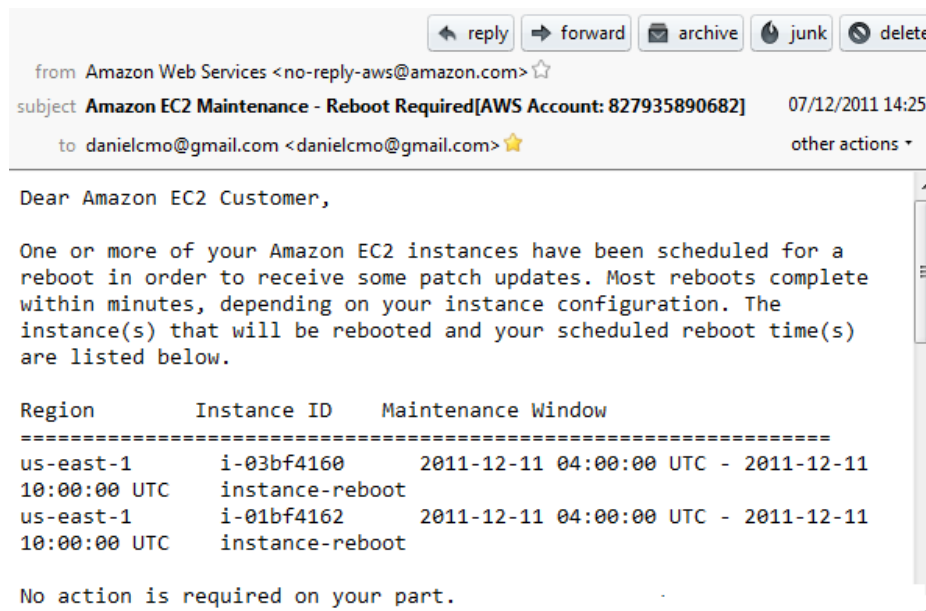 reply forward archive junk delete
from Amazon Web Services <no-reply-aws@amazon.com>
subject Amazon EC2 Maintenance - Reboot Required[AWS Account: 827935890682] 07/12/2011 14:25
to danielcmo@gmail.com <danielcmo@gmail.com> other actions
Dear Amazon EC2 Customer,
One or more of your Amazon EC2 instances have been scheduled for a
reboot in order to receive some patch updates. Most reboots complete
within minutes, depending on your instance configuration. The
instance(s) that will be rebooted and your scheduled reboot time(s)
are listed below.
Region Instance ID Maintenance Window
=================================================================
us-east-1 i-03bf4160 2011-12-11 04:00:00 UTC - 2011-12-11
10:00:00 UTC instance-reboot
us-east-1 i-01bf4162 2011-12-11 04:00:00 UTC - 2011-12-11
10:00:00 UTC instance-reboot
No action is required on your part.